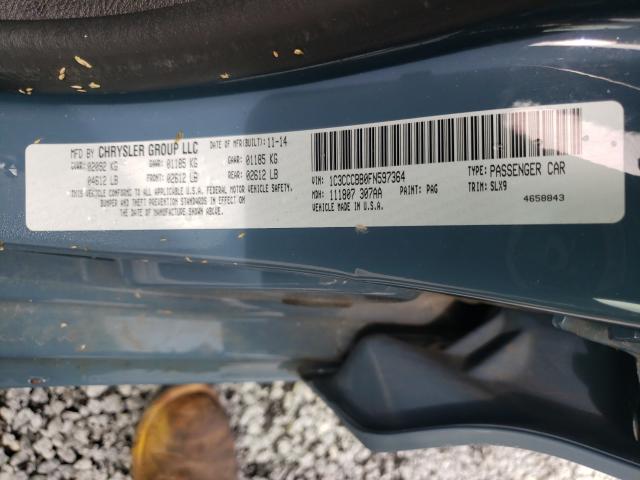 MFD BY CHRYSLER GROUP LLC DATE OF MFR(BUILT): 11-14
GVWR: 02092 KG GAWR: 01185 KG GAWR: 01185 KG
04612 LB FRONT: 02612 LB REAR: 02612 LB
THIS VEHICLE CONFORMS TO ALL APPLICABLE U.S.A. FEDERAL MOTOR VEHICLE SAFETY,
BUMPER AND THEFT PREVENTION STANDARDS IN EFFECT ON
THE DATE OF MANUFACTURE SHOWN ABOVE.
VIN: 1C3CCCBB0FN597364 TYPE: PASSENGER CAR
MDH: 111807 307AA PAINT: PAG TRIM: SLX9
VEHICLE MADE IN U.S.A. 4658843